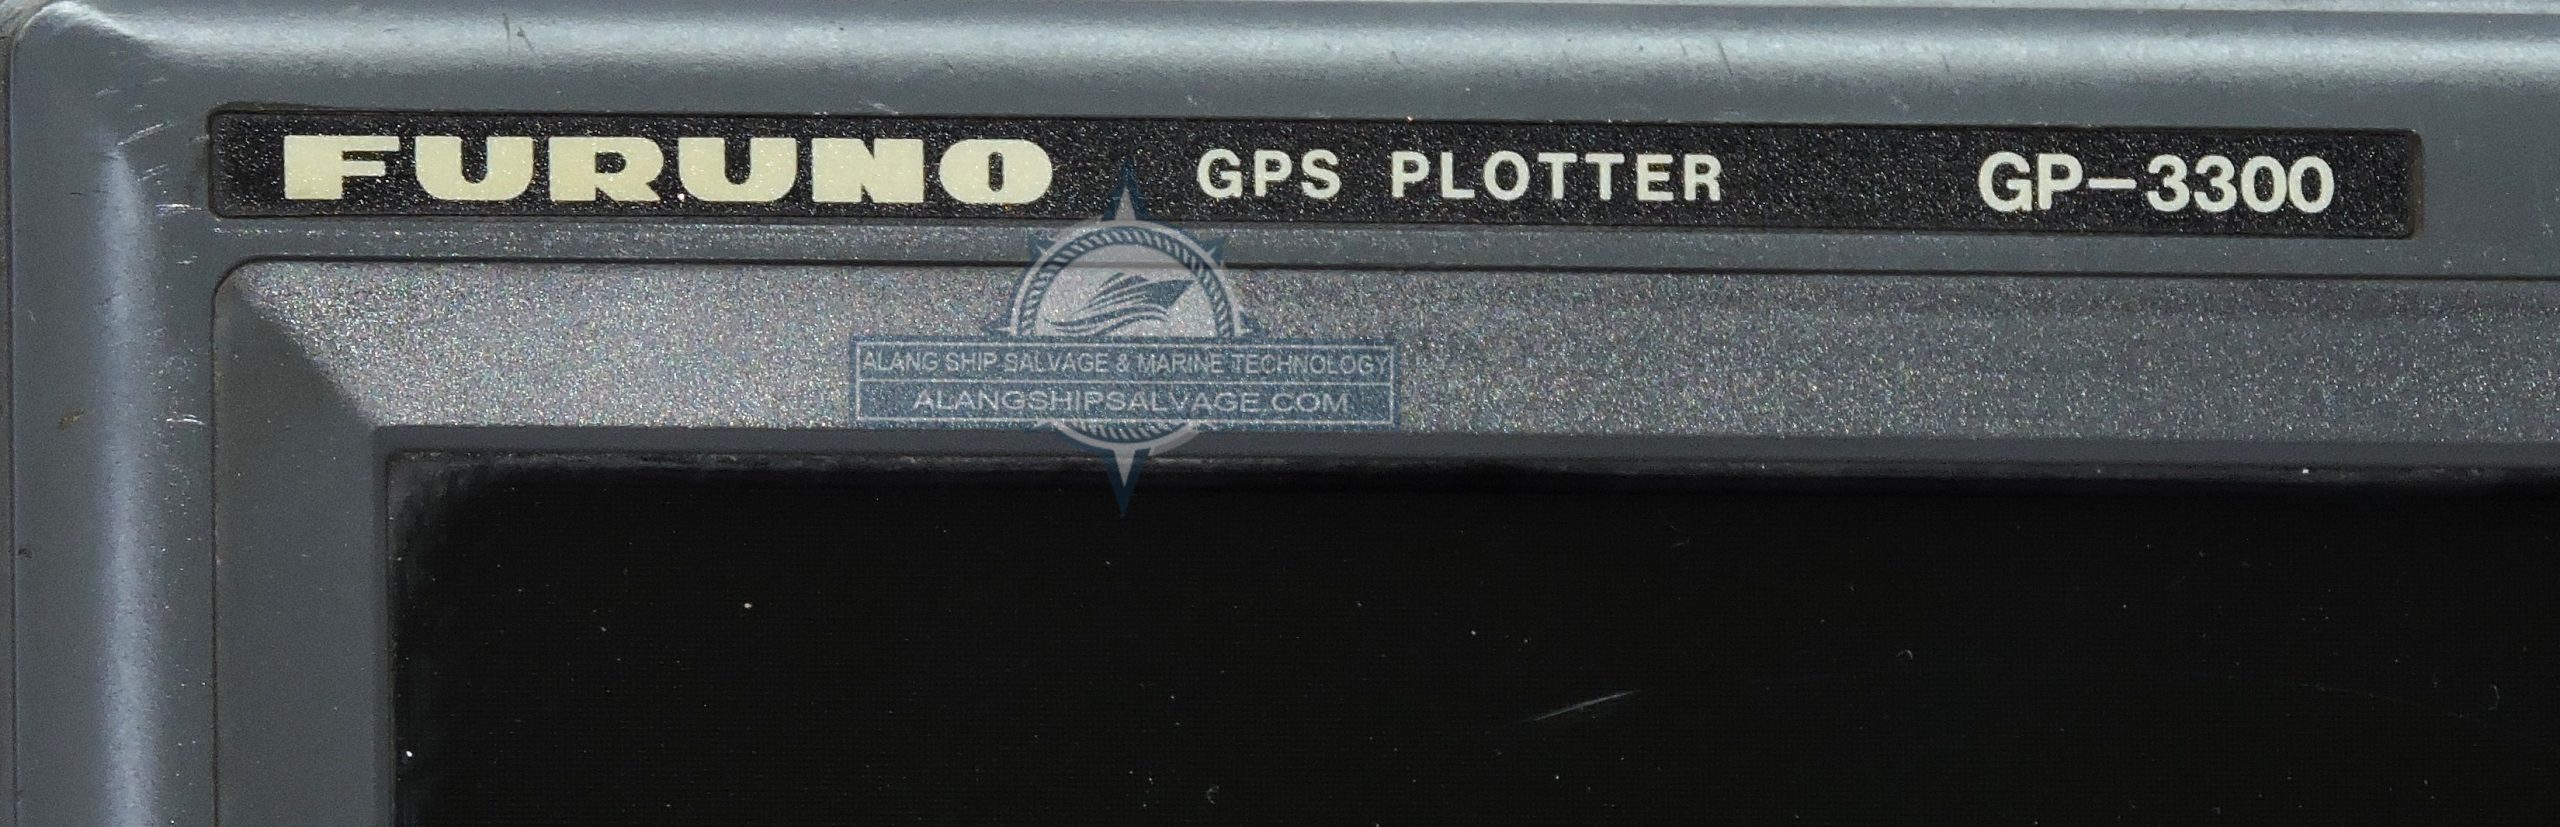 FURUNO GPS PLOTTER GP-3300
ALANG SHIP SALVAGE & MARINE TECHNOLOGY
ALANGSHIPSALVAGE.COM